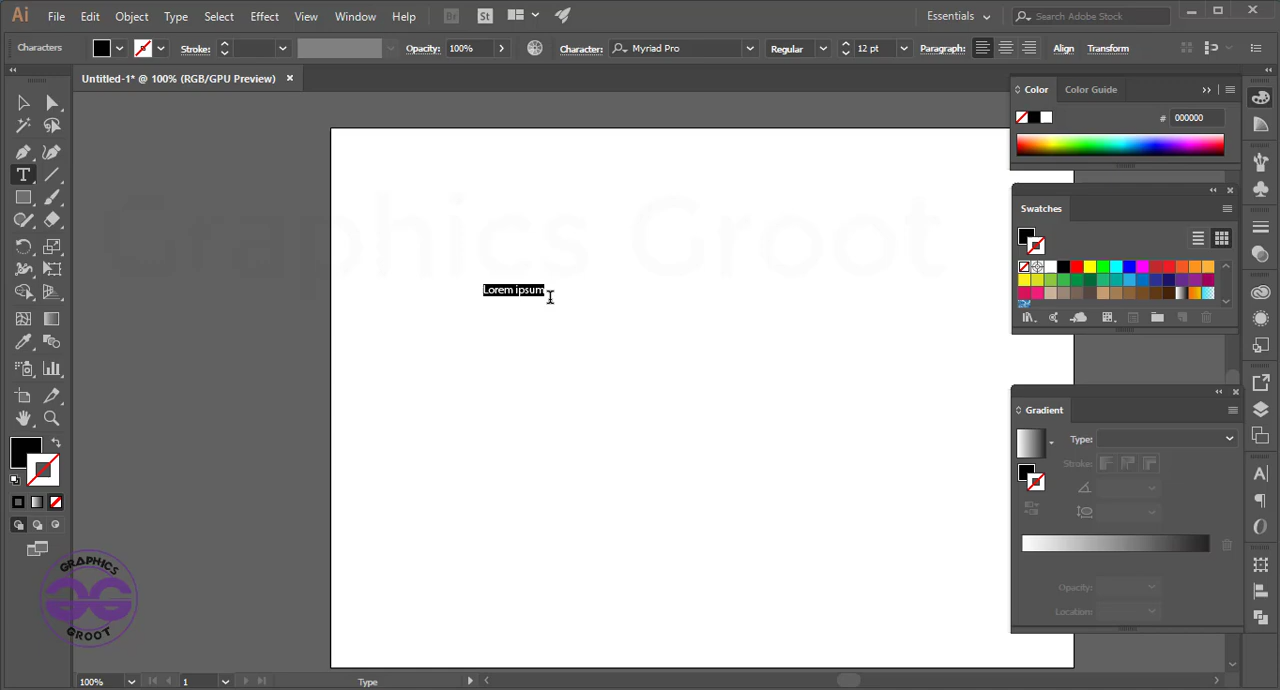 Ai File Edit Object Type Select Effect View Window Help Br St Essentials Search Adobe Stock
Characters Stroke: Opacity: 100% Character: Myriad Pro Regular 12 pt Paragraph: Align Transform
Untitled-1* @ 100% (RGB/GPU Preview)
Color Color Guide
# 000000
Swatches
Graphics Groot
Lorem ipsum
Gradient
Type:
Stroke:
Opacity:
Location:
GRAPHICS
GG
GROOT
100% 1 Type